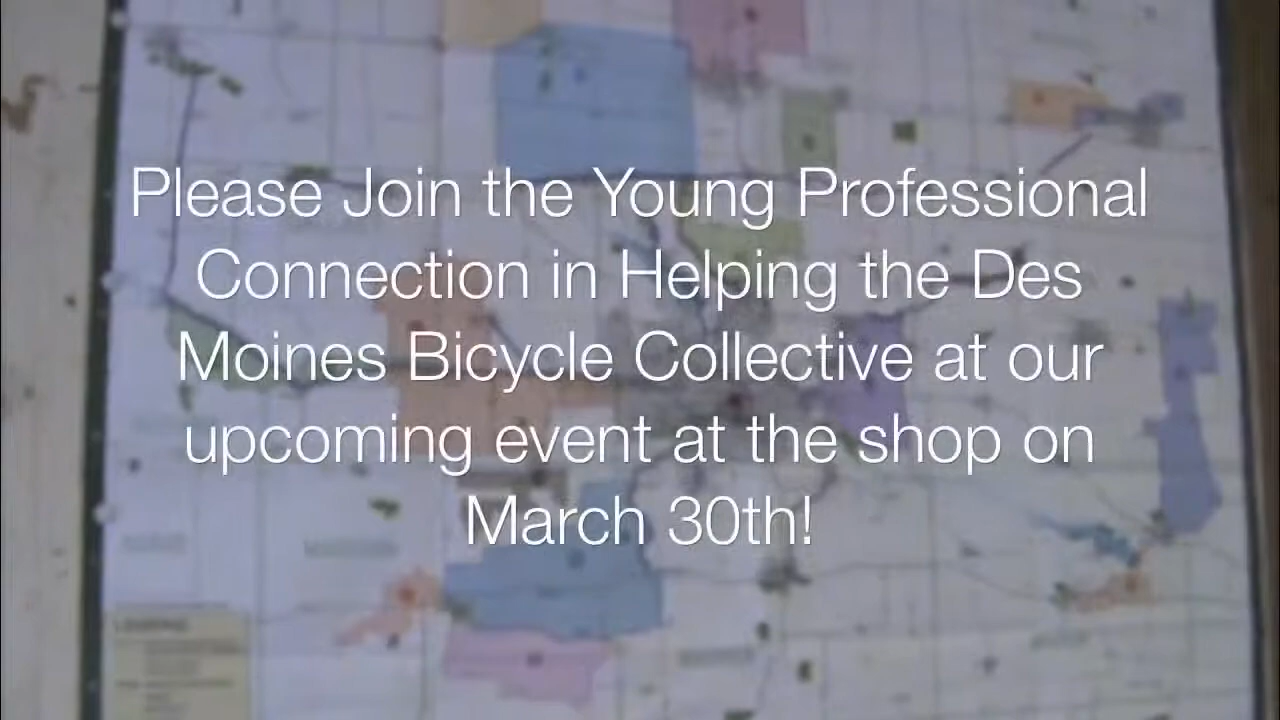 Please Join the Young Professional
Connection in Helping the Des
Moines Bicycle Collective at our
upcoming event at the shop on
March 30th!